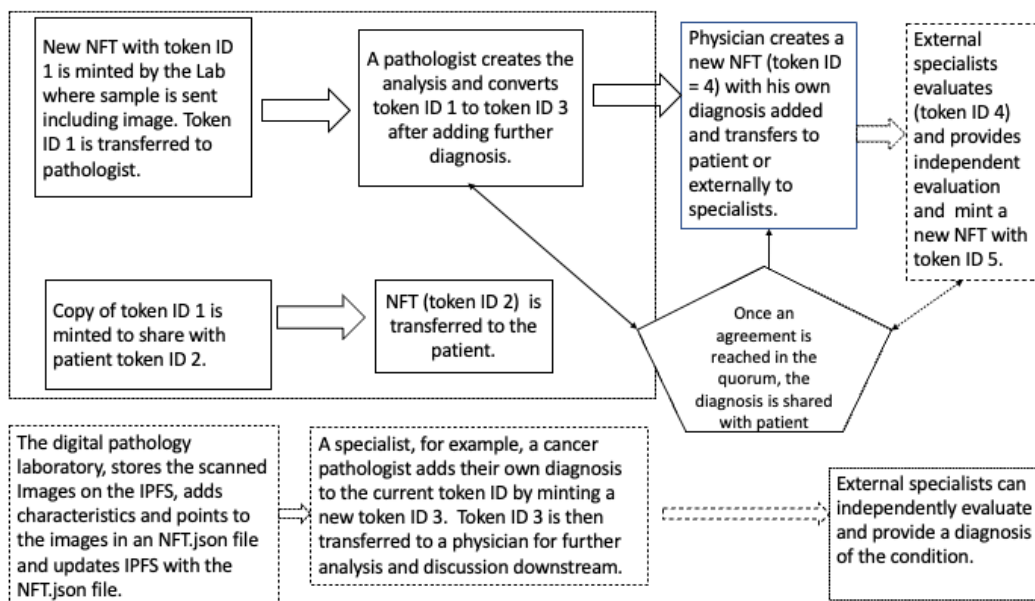 New NFT with token ID
1 is minted by the Lab
where sample is sent
including image. Token
ID 1 is transferred to
pathologist.
A pathologist creates the
analysis and converts
token ID 1 to token ID 3
after adding further
diagnosis.
Physician creates a
new NFT (token ID
= 4) with his own
diagnosis added
and transfers to
patient or
externally to
specialists.
External
specialists
evaluates
(token ID 4)
and provides
independent
evaluation
and mint a
new NFT with
token ID 5.
Copy of token ID 1 is
minted to share with
patient token ID 2.
NFT (token ID 2) is
transferred to the
patient.
Once an
agreement is
reached in the
quorum, the
diagnosis is shared
with patient
The digital pathology
laboratory, stores the scanned
Images on the IPFS, adds
characteristics and points to
the images in an NFT.json file
and updates IPFS with the
NFT.json file.
A specialist, for example, a cancer
pathologist adds their own diagnosis
to the current token ID by minting a
new token ID 3. Token ID 3 is then
transferred to a physician for further
analysis and discussion downstream.
External specialists can
independently evaluate
and provide a diagnosis
of the condition.